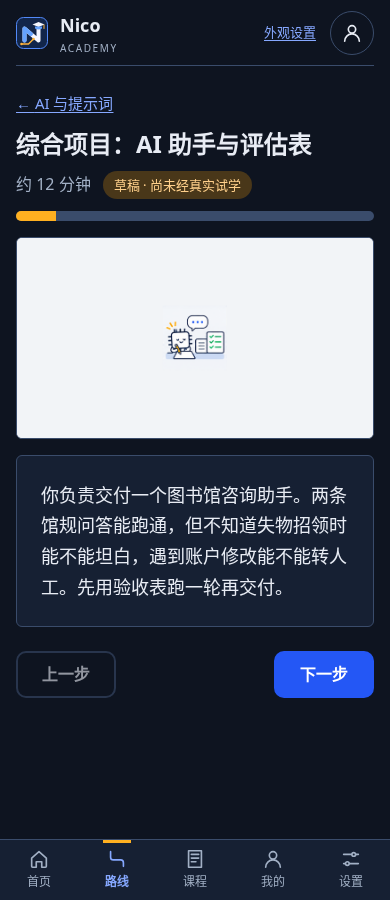 Nico
ACADEMY
外观设置
← AI 与提示词
综合项目：AI 助手与评估表
约 12 分钟
草稿 · 尚未经真实试学
你负责交付一个图书馆咨询助手。两条
馆规问答能跑通，但不知道失物招领时
能不能坦白，遇到账户修改能不能转人
工。先用验收表跑一轮再交付。
上一步
下一步
首页
路线
课程
我的
设置